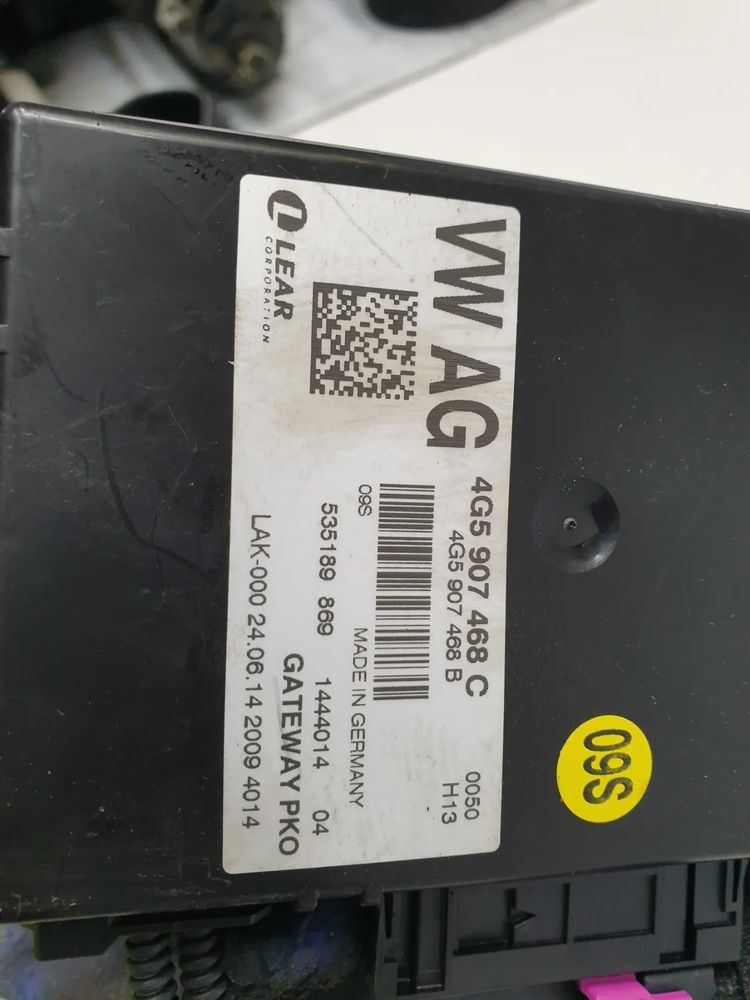 VW AG
LEAR
CORPORATION
4G5 907 468 C 0050
4G5 907 468 B H13
09S
MADE IN GERMANY
535189 869 1444014 04
GATEWAY PKO
LAK-000 24.06.14 2009 4014
09S